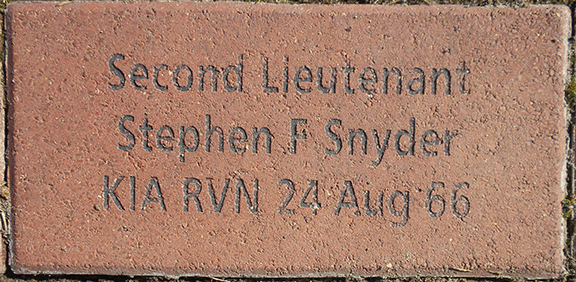 Second Lieutenant
Stephen F Snyder
KIA RVN 24 Aug 66